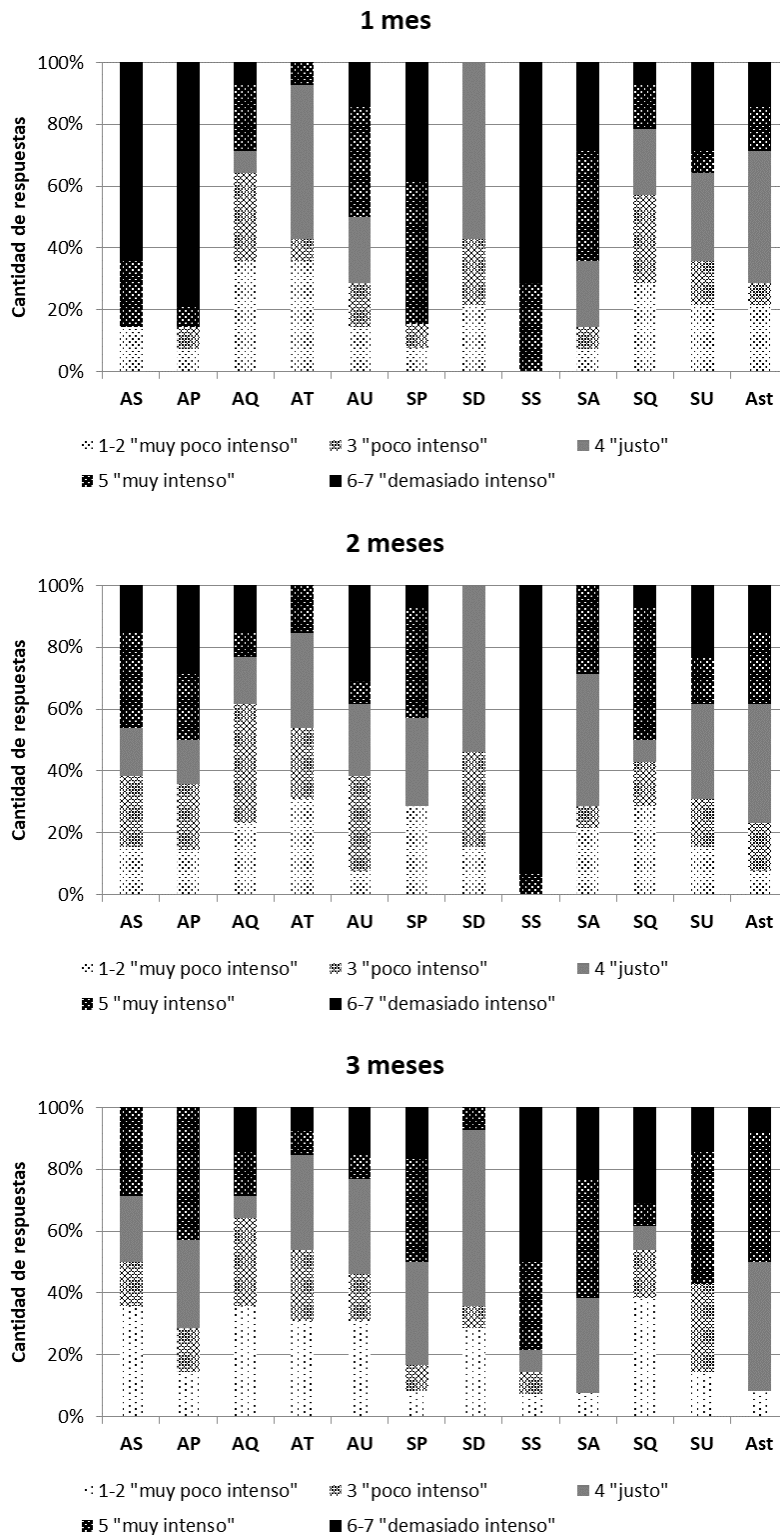 1 mes
Cantidad de respuestas
100%
80%
60%
40%
20%
0%
AS AP AQ AT AU SP SD SS SA SQ SU Ast
1-2 "muy poco intenso" 3 "poco intenso" 4 "justo"
5 "muy intenso" 6-7 "demasiado intenso"
2 meses
Cantidad de respuestas
100%
80%
60%
40%
20%
0%
AS AP AQ AT AU SP SD SS SA SQ SU Ast
1-2 "muy poco intenso" 3 "poco intenso" 4 "justo"
5 "muy intenso" 6-7 "demasiado intenso"
3 meses
Cantidad de respuestas
100%
80%
60%
40%
20%
0%
AS AP AQ AT AU SP SD SS SA SQ SU Ast
1-2 "muy poco intenso" 3 "poco intenso" 4 "justo"
5 "muy intenso" 6-7 "demasiado intenso"